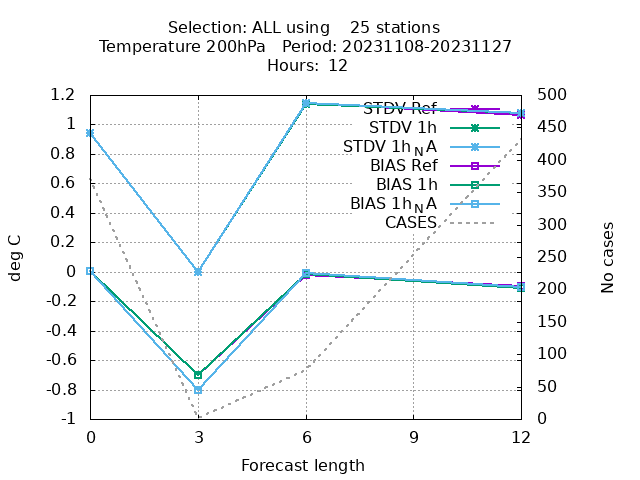 Selection: ALL using    25 stations
Temperature 200hPa   Period: 20231108-20231127
Hours:  12
1.2
1
0.8
0.6
0.4
0.2
0
-0.2
-0.4
-0.6
-0.8
-1
500
450
400
350
300
250
200
150
100
50
0
STDV Ref
STDV 1h
STDV 1h_NA
BIAS Ref
BIAS 1h
BIAS 1h_NA
CASES
deg C
No cases
0 3 6 9 12
Forecast length